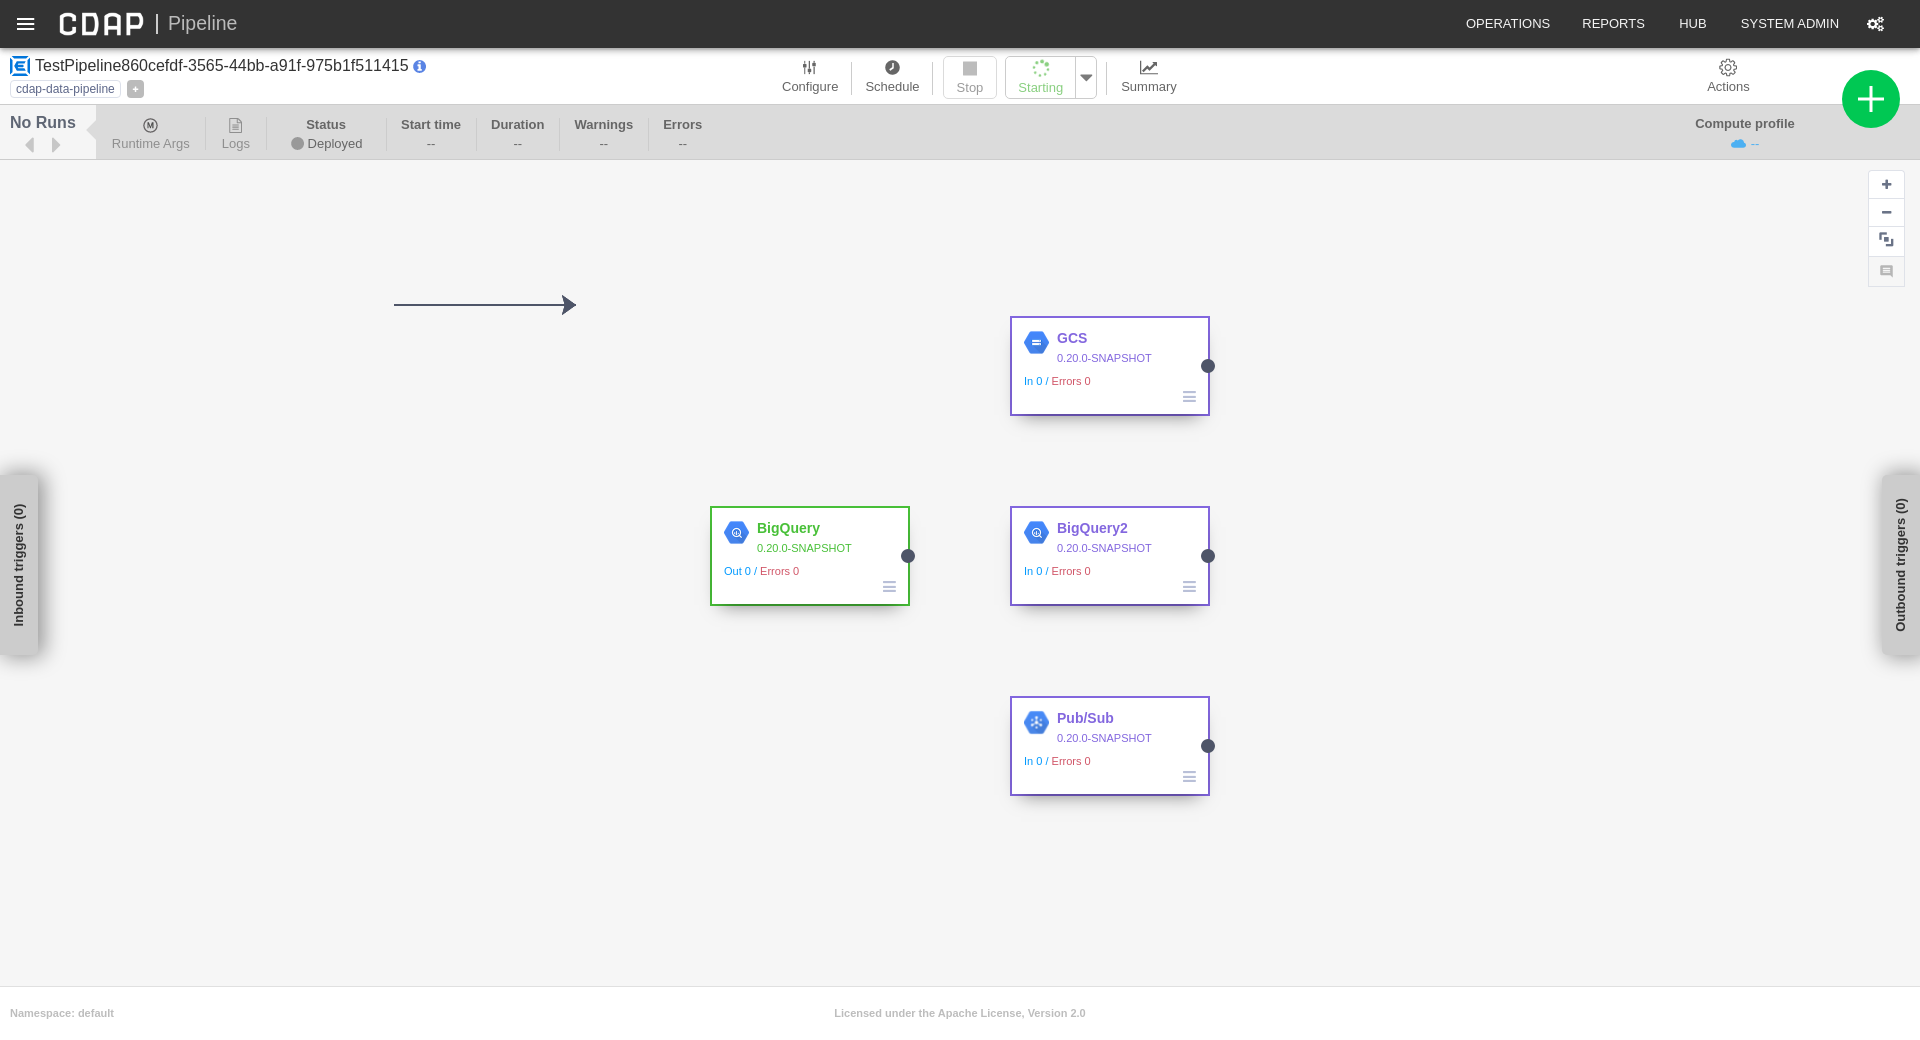 CDAP | Pipeline
OPERATIONS
REPORTS
HUB
SYSTEM ADMIN
TestPipeline860cefdf-3565-44bb-a91f-975b1f511415
cdap-data-pipeline
+
Configure
Schedule
Stop
Starting
Summary
Actions
No Runs
Runtime Args
Logs
Status
Deployed
Start time
--
Duration
--
Warnings
--
Errors
--
Compute profile
--
GCS
0.20.0-SNAPSHOT
In 0 / Errors 0
Inbound triggers (0)
BigQuery
0.20.0-SNAPSHOT
Out 0 / Errors 0
BigQuery2
0.20.0-SNAPSHOT
In 0 / Errors 0
Outbound triggers (0)
Pub/Sub
0.20.0-SNAPSHOT
In 0 / Errors 0
Namespace: default
Licensed under the Apache License, Version 2.0